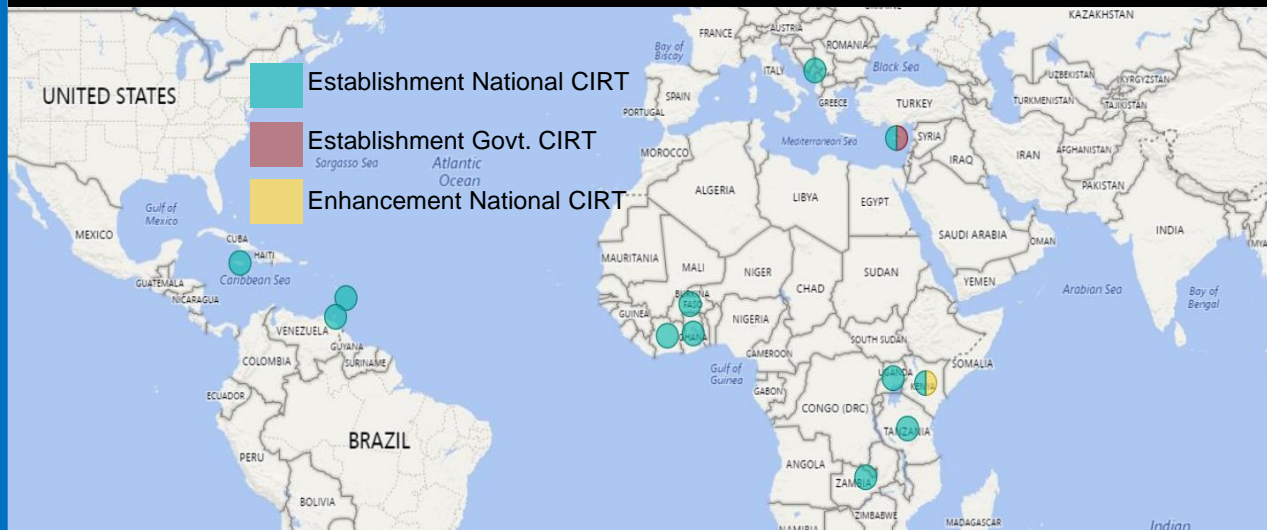 KAZAKHSTAN
FRANCE
AUSTRIA
ROMANIA
Bay of
Biscay
ITALY
Black Sea
UZBEKISTAN
KYRGYZSTAN
UNITED STATES
Establishment National CIRT
PORTUGAL
SPAIN
GREECE
TURKEY
TURKMENISTAN
TAJIKISTAN
Establishment Govt. CIRT
Mediterranean Sea
SYRIA
Sargasso Sea
Atlantic
Ocean
MOROCCO
IRAQ
IRAN
AFGHANISTAN
Enhancement National CIRT
ALGERIA
LIBYA
EGYPT
PAKISTAN
Gulf of
Mexico
MEXICO
CUBA
HAITI
SAUDI ARABIA
OMAN
INDIA
MAURITANIA
MALI
NIGER
SUDAN
YEMEN
Arabian Sea
Bay of
Bengal
GUATEMALA
Caribbean Sea
NICARAGUA
BURKINA
FASO
CHAD
GUINEA
NIGERIA
GHANA
VENEZUELA
GUYANA
SURINAME
COLOMBIA
CAMEROON
SOUTH SUDAN
SOMALIA
Gulf of
Guinea
GABON
UGANDA
KENYA
ECUADOR
CONGO (DRC)
TANZANIA
BRAZIL
PERU
ANGOLA
ZAMBIA
BOLIVIA
ZIMBABWE
MADAGASCAR
NAMIBIA
Indian